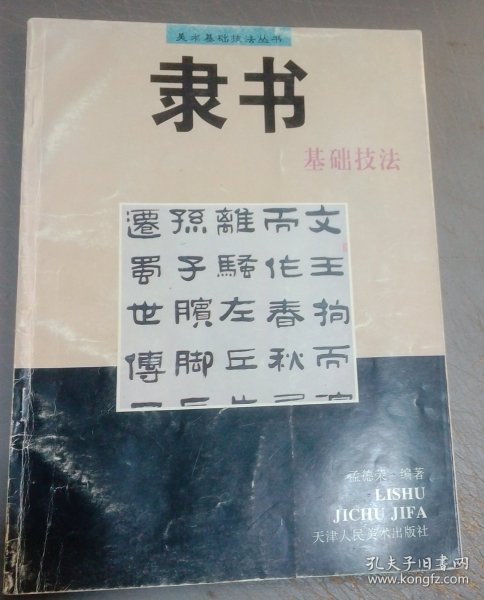 美术基础技法丛书
隶书
基础技法
文王拘而
而作春秋
離騷左丘
孫子臏脚
遷蜀世傳
孟德荣 编著
LISHU
JICHU JIFA
天津人民美术出版社
孔夫子旧书网
www.kongfz.com